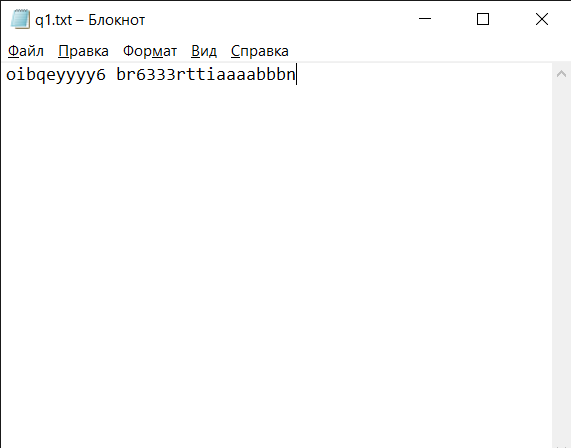 q1.txt – Блокнот
Файл Правка Формат Вид Справка
oibqeyyyy6 br6333rttiaaaabbbn